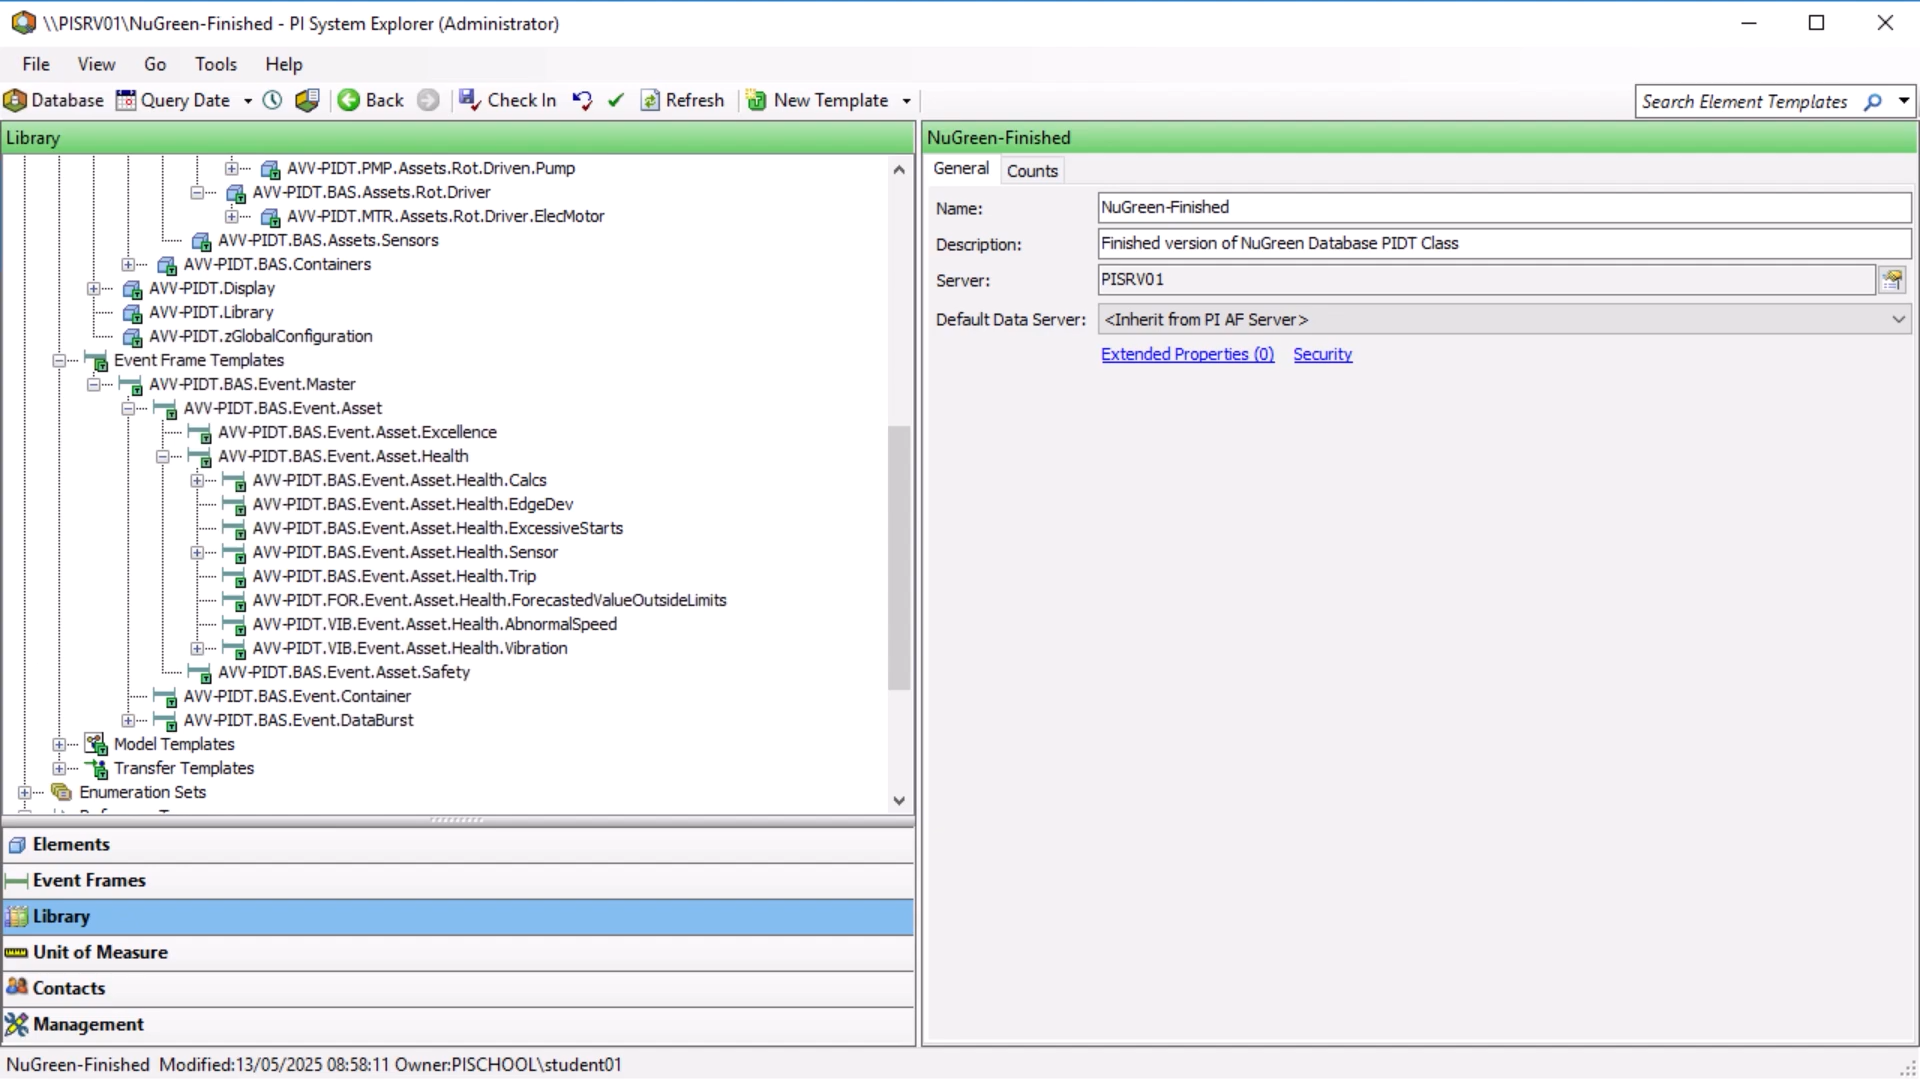 \\PISRV01\NuGreen-Finished - PI System Explorer (Administrator)
File View Go Tools Help
Database Query Date Back Check In Refresh New Template Search Element Templates
Library
AVV-PIDT.PMP.Assets.Rot.Driven.Pump
AVV-PIDT.BAS.Assets.Rot.Driver
AVV-PIDT.MTR.Assets.Rot.Driver.ElecMotor
AVV-PIDT.BAS.Assets.Sensors
AVV-PIDT.BAS.Containers
AVV-PIDT.Display
AVV-PIDT.Library
AVV-PIDT.zGlobalConfiguration
Event Frame Templates
AVV-PIDT.BAS.Event.Master
AVV-PIDT.BAS.Event.Asset
AVV-PIDT.BAS.Event.Asset.Excellence
AVV-PIDT.BAS.Event.Asset.Health
AVV-PIDT.BAS.Event.Asset.Health.Calcs
AVV-PIDT.BAS.Event.Asset.Health.EdgeDev
AVV-PIDT.BAS.Event.Asset.Health.ExcessiveStarts
AVV-PIDT.BAS.Event.Asset.Health.Sensor
AVV-PIDT.BAS.Event.Asset.Health.Trip
AVV-PIDT.FOR.Event.Asset.Health.ForecastedValueOutsideLimits
AVV-PIDT.VIB.Event.Asset.Health.AbnormalSpeed
AVV-PIDT.VIB.Event.Asset.Health.Vibration
AVV-PIDT.BAS.Event.Asset.Safety
AVV-PIDT.BAS.Event.Container
AVV-PIDT.BAS.Event.DataBurst
Model Templates
Transfer Templates
Enumeration Sets
Elements
Event Frames
Library
Unit of Measure
Contacts
Management
NuGreen-Finished
General Counts
Name: NuGreen-Finished
Description: Finished version of NuGreen Database PIDT Class
Server: PISRV01
Default Data Server: <Inherit from PI AF Server>
Extended Properties (0) Security
NuGreen-Finished Modified:13/05/2025 08:58:11 Owner:PISCHOOL\student01